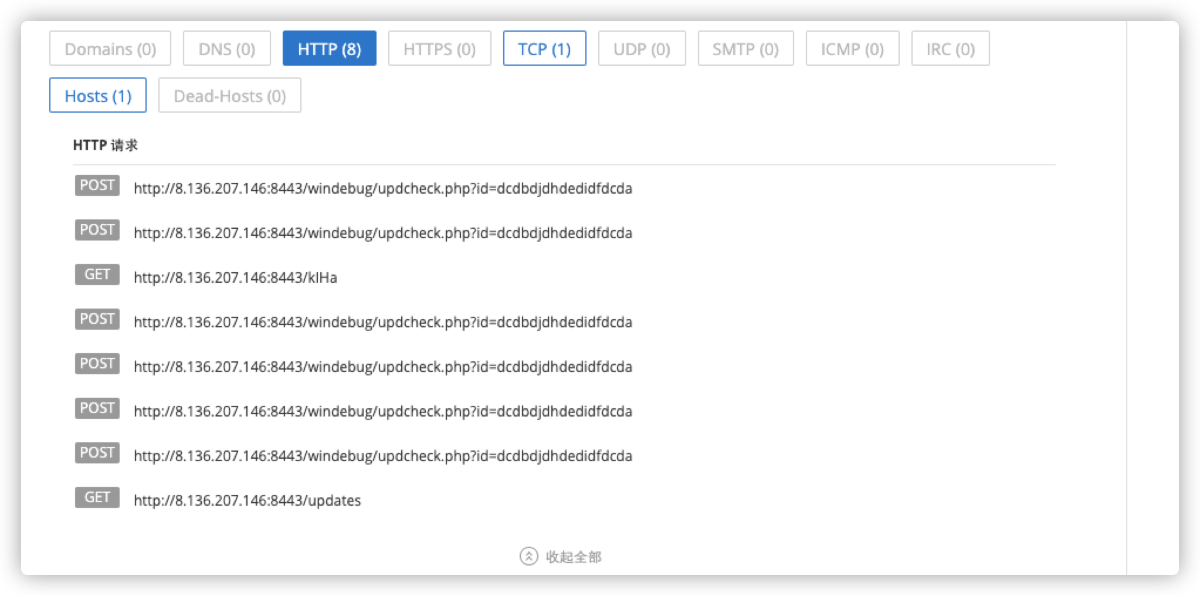 Domains (0) DNS (0) HTTP (8) HTTPS (0) TCP (1) UDP (0) SMTP (0) ICMP (0) IRC (0)
Hosts (1) Dead-Hosts (0)
HTTP 请求
POST http://8.136.207.146:8443/windebug/updcheck.php?id=dcdbdjdhdedidfdcda
POST http://8.136.207.146:8443/windebug/updcheck.php?id=dcdbdjdhdedidfdcda
GET http://8.136.207.146:8443/klHa
POST http://8.136.207.146:8443/windebug/updcheck.php?id=dcdbdjdhdedidfdcda
POST http://8.136.207.146:8443/windebug/updcheck.php?id=dcdbdjdhdedidfdcda
POST http://8.136.207.146:8443/windebug/updcheck.php?id=dcdbdjdhdedidfdcda
POST http://8.136.207.146:8443/windebug/updcheck.php?id=dcdbdjdhdedidfdcda
GET http://8.136.207.146:8443/updates
收起全部